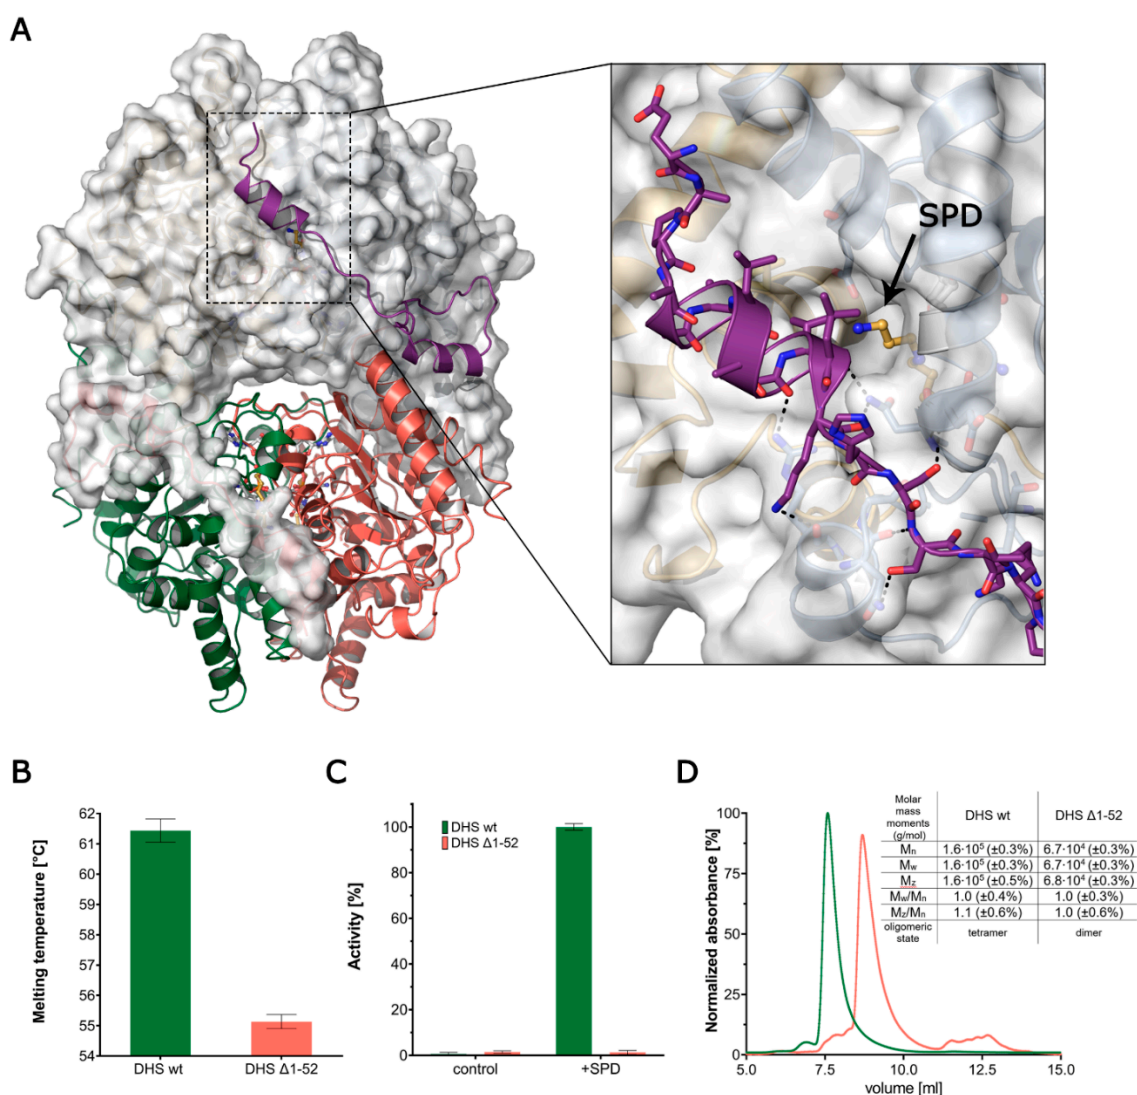 A
SPD
B
Melting temperature [°C]
62
61
60
59
58
57
56
55
54
DHS wt
DHS Δ1-52
C
Activity [%]
100
80
60
40
20
0
DHS wt
DHS Δ1-52
control
+SPD
D
Normalized absorbance [%]
100
75
50
25
0
5.0
7.5
10.0
12.5
15.0
volume [ml]
Molar mass moments (g/mol) DHS wt DHS Δ1-52
Mn 1.6·10⁵ (±0.3%) 6.7·10⁴ (±0.3%)
Mw 1.6·10⁵ (±0.3%) 6.7·10⁴ (±0.3%)
Mz 1.6·10⁵ (±0.5%) 6.8·10⁴ (±0.3%)
Mw/Mn 1.0 (±0.4%) 1.0 (±0.3%)
Mz/Mn 1.1 (±0.6%) 1.0 (±0.6%)
oligomeric state tetramer dimer